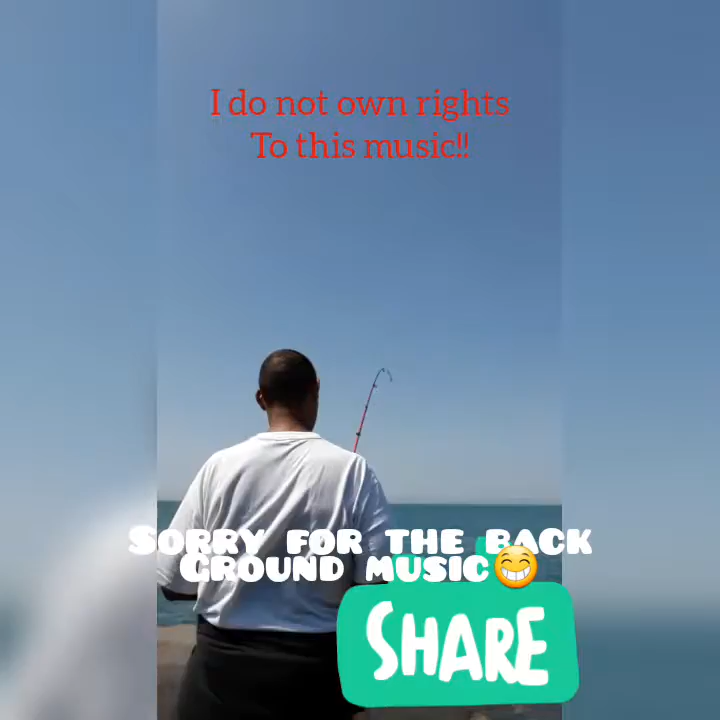 I do not own rights
To this music!!
Sorry for the back
Ground music😁
SHARE